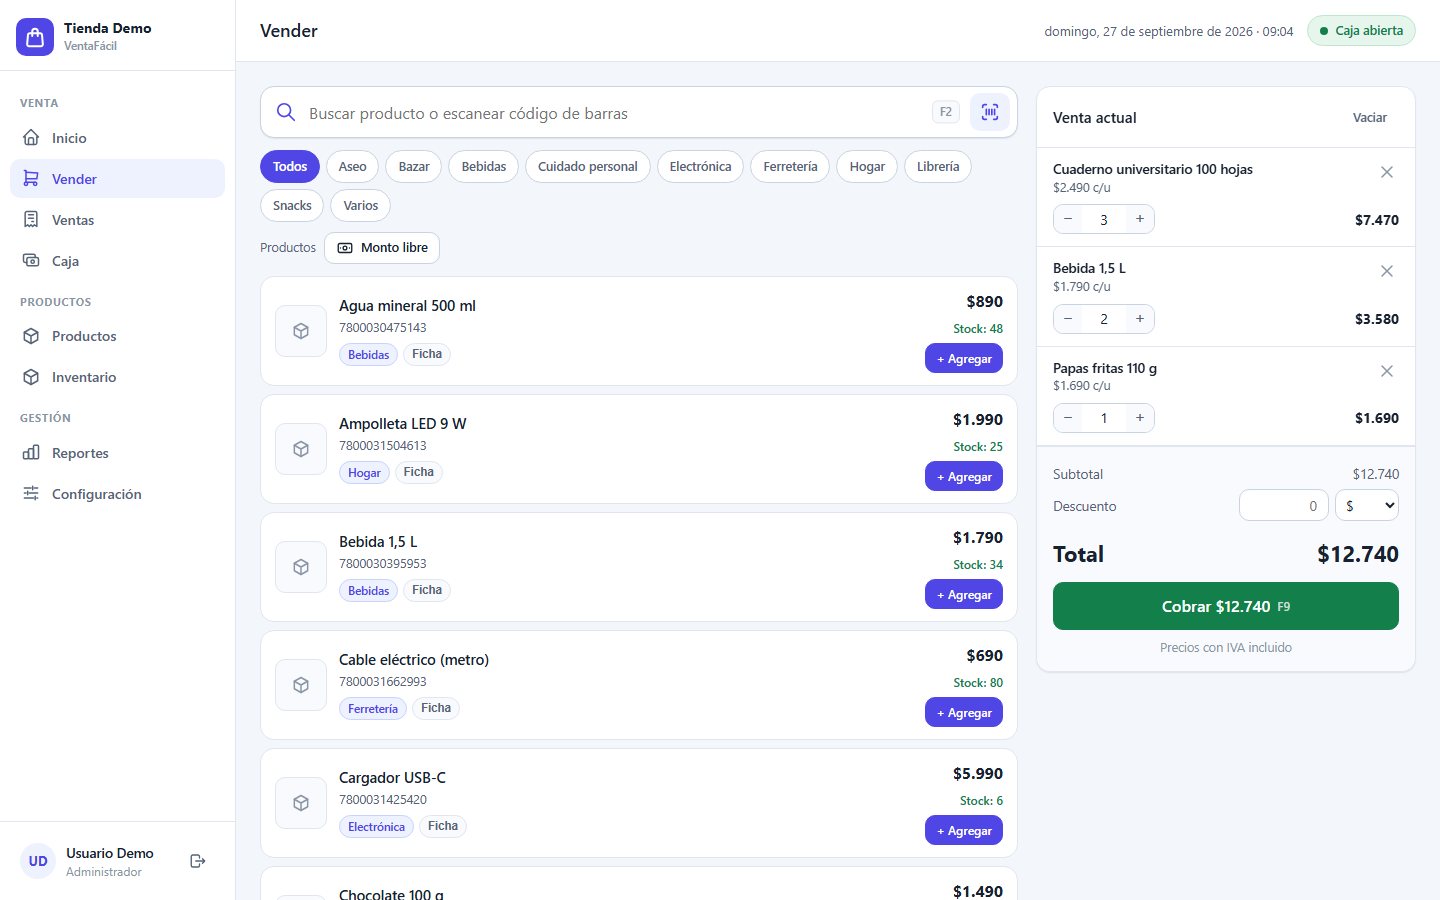 Tienda Demo
VentaFácil
VENTA
Inicio
Vender
Ventas
Caja
PRODUCTOS
Productos
Inventario
GESTIÓN
Reportes
Configuración
UD
Usuario Demo
Administrador
Vender
domingo, 27 de septiembre de 2026 · 09:04
Caja abierta
Buscar producto o escanear código de barras
F2
Todos Aseo Bazar Bebidas Cuidado personal Electrónica Ferretería Hogar Librería
Snacks Varios
Productos Monto libre
Agua mineral 500 ml
7800030475143
Bebidas Ficha
$890
Stock: 48
+ Agregar
Ampolleta LED 9 W
7800031504613
Hogar Ficha
$1.990
Stock: 25
+ Agregar
Bebida 1,5 L
7800030395953
Bebidas Ficha
$1.790
Stock: 34
+ Agregar
Cable eléctrico (metro)
7800031662993
Ferretería Ficha
$690
Stock: 80
+ Agregar
Cargador USB-C
7800031425420
Electrónica Ficha
$5.990
Stock: 6
+ Agregar
Chocolate 100 g
$1.490
Venta actual Vaciar
Cuaderno universitario 100 hojas
$2.490 c/u
− 3 + $7.470
Bebida 1,5 L
$1.790 c/u
− 2 + $3.580
Papas fritas 110 g
$1.690 c/u
− 1 + $1.690
Subtotal $12.740
Descuento 0 $
Total $12.740
Cobrar $12.740 F9
Precios con IVA incluido